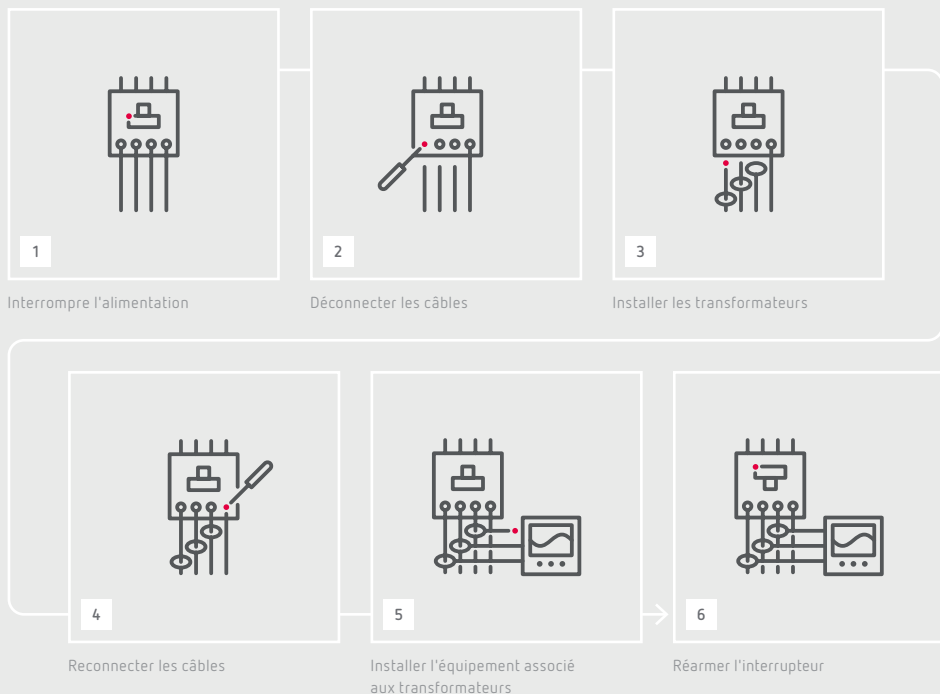 1
Interrompre l'alimentation
2
Déconnecter les câbles
3
Installer les transformateurs
4
Reconnecter les câbles
5
Installer l'équipement associé
aux transformateurs
6
Réarmer l'interrupteur